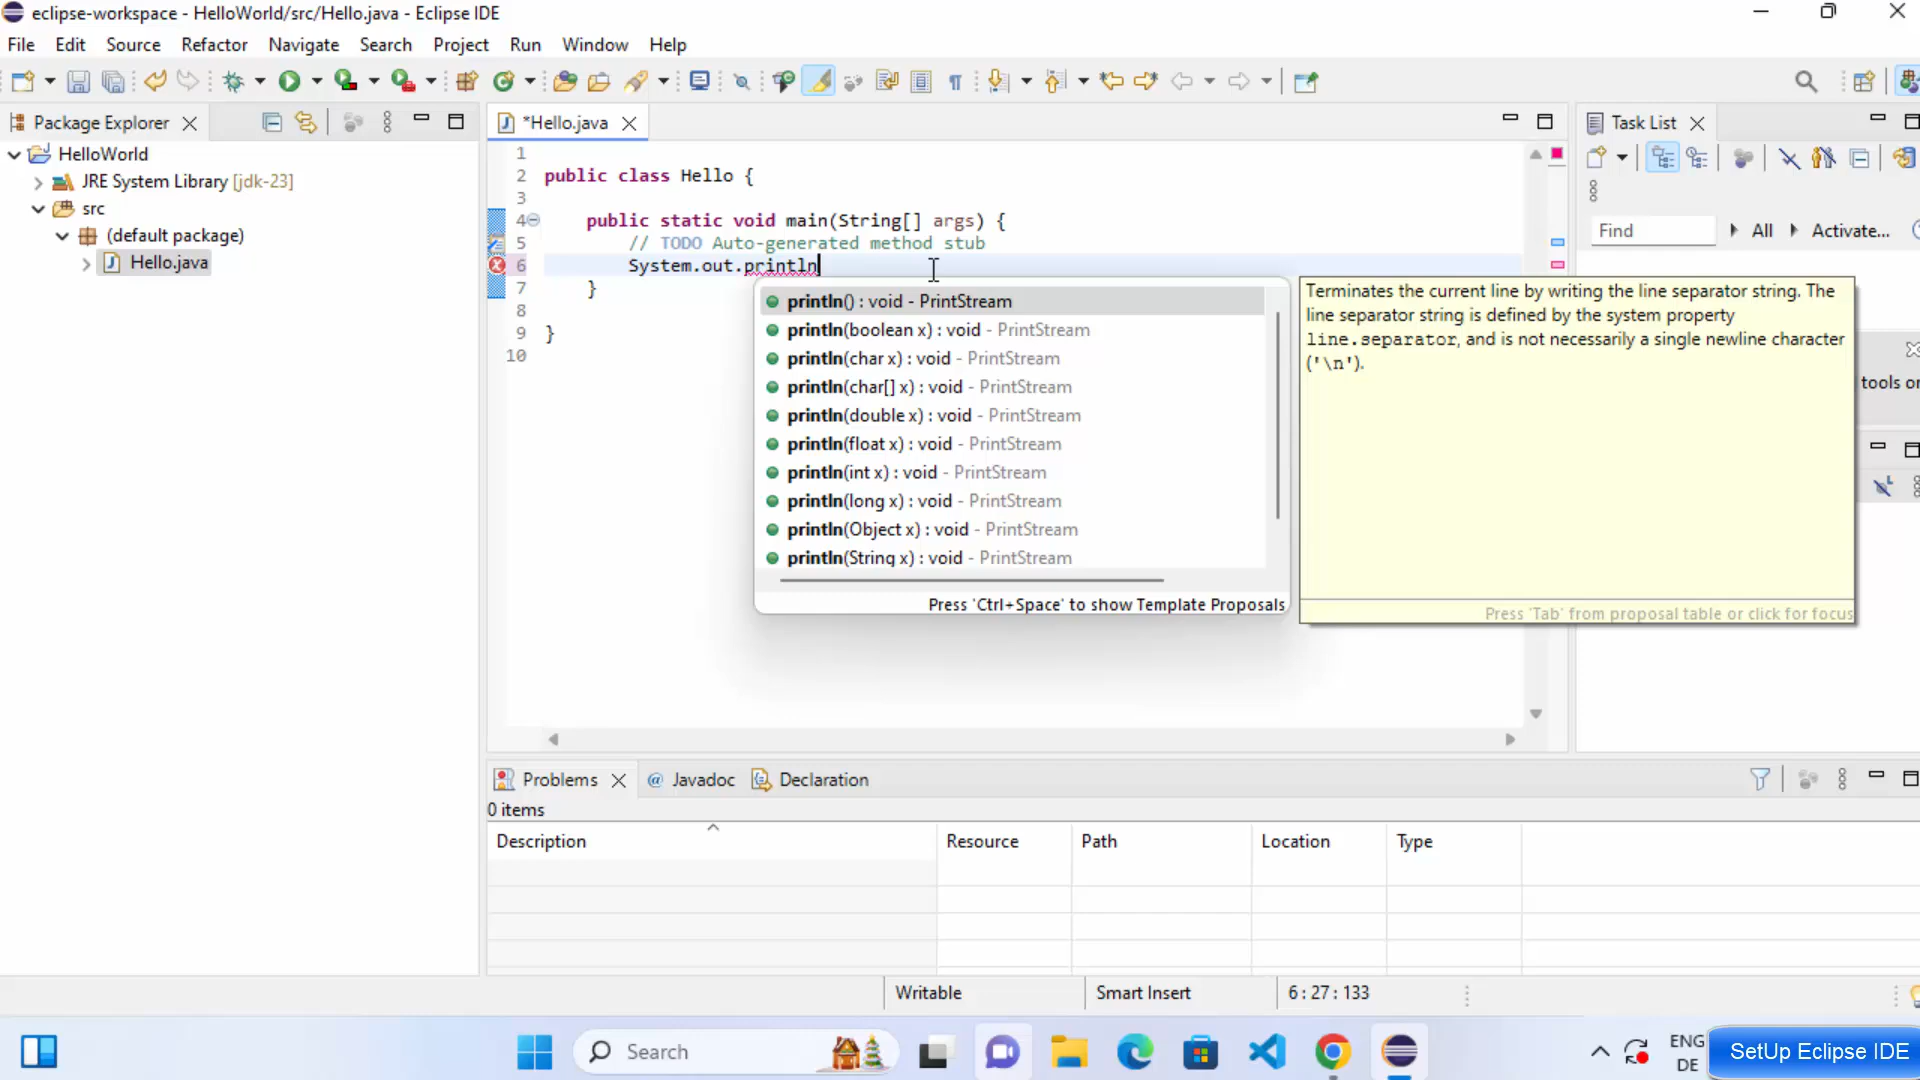 eclipse-workspace - HelloWorld/src/Hello.java - Eclipse IDE
File Edit Source Refactor Navigate Search Project Run Window Help
Package Explorer
*Hello.java
Task List
HelloWorld
JRE System Library [jdk-23]
src
(default package)
Hello.java
1
2 public class Hello {
3
4 public static void main(String[] args) {
5 // TODO Auto-generated method stub
6 System.out.println
7 }
8
9 }
10
println() : void - PrintStream
println(boolean x) : void - PrintStream
println(char x) : void - PrintStream
println(char[] x) : void - PrintStream
println(double x) : void - PrintStream
println(float x) : void - PrintStream
println(int x) : void - PrintStream
println(long x) : void - PrintStream
println(Object x) : void - PrintStream
println(String x) : void - PrintStream
Press 'Ctrl+Space' to show Template Proposals
Terminates the current line by writing the line separator string. The
line separator string is defined by the system property
line.separator, and is not necessarily a single newline character
('\n').
Press 'Tab' from proposal table or click for focus
Find All Activate...
tools or
Problems Javadoc Declaration
0 items
Description Resource Path Location Type
Writable Smart Insert 6 : 27 : 133
Search
ENG
DE
SetUp Eclipse IDE